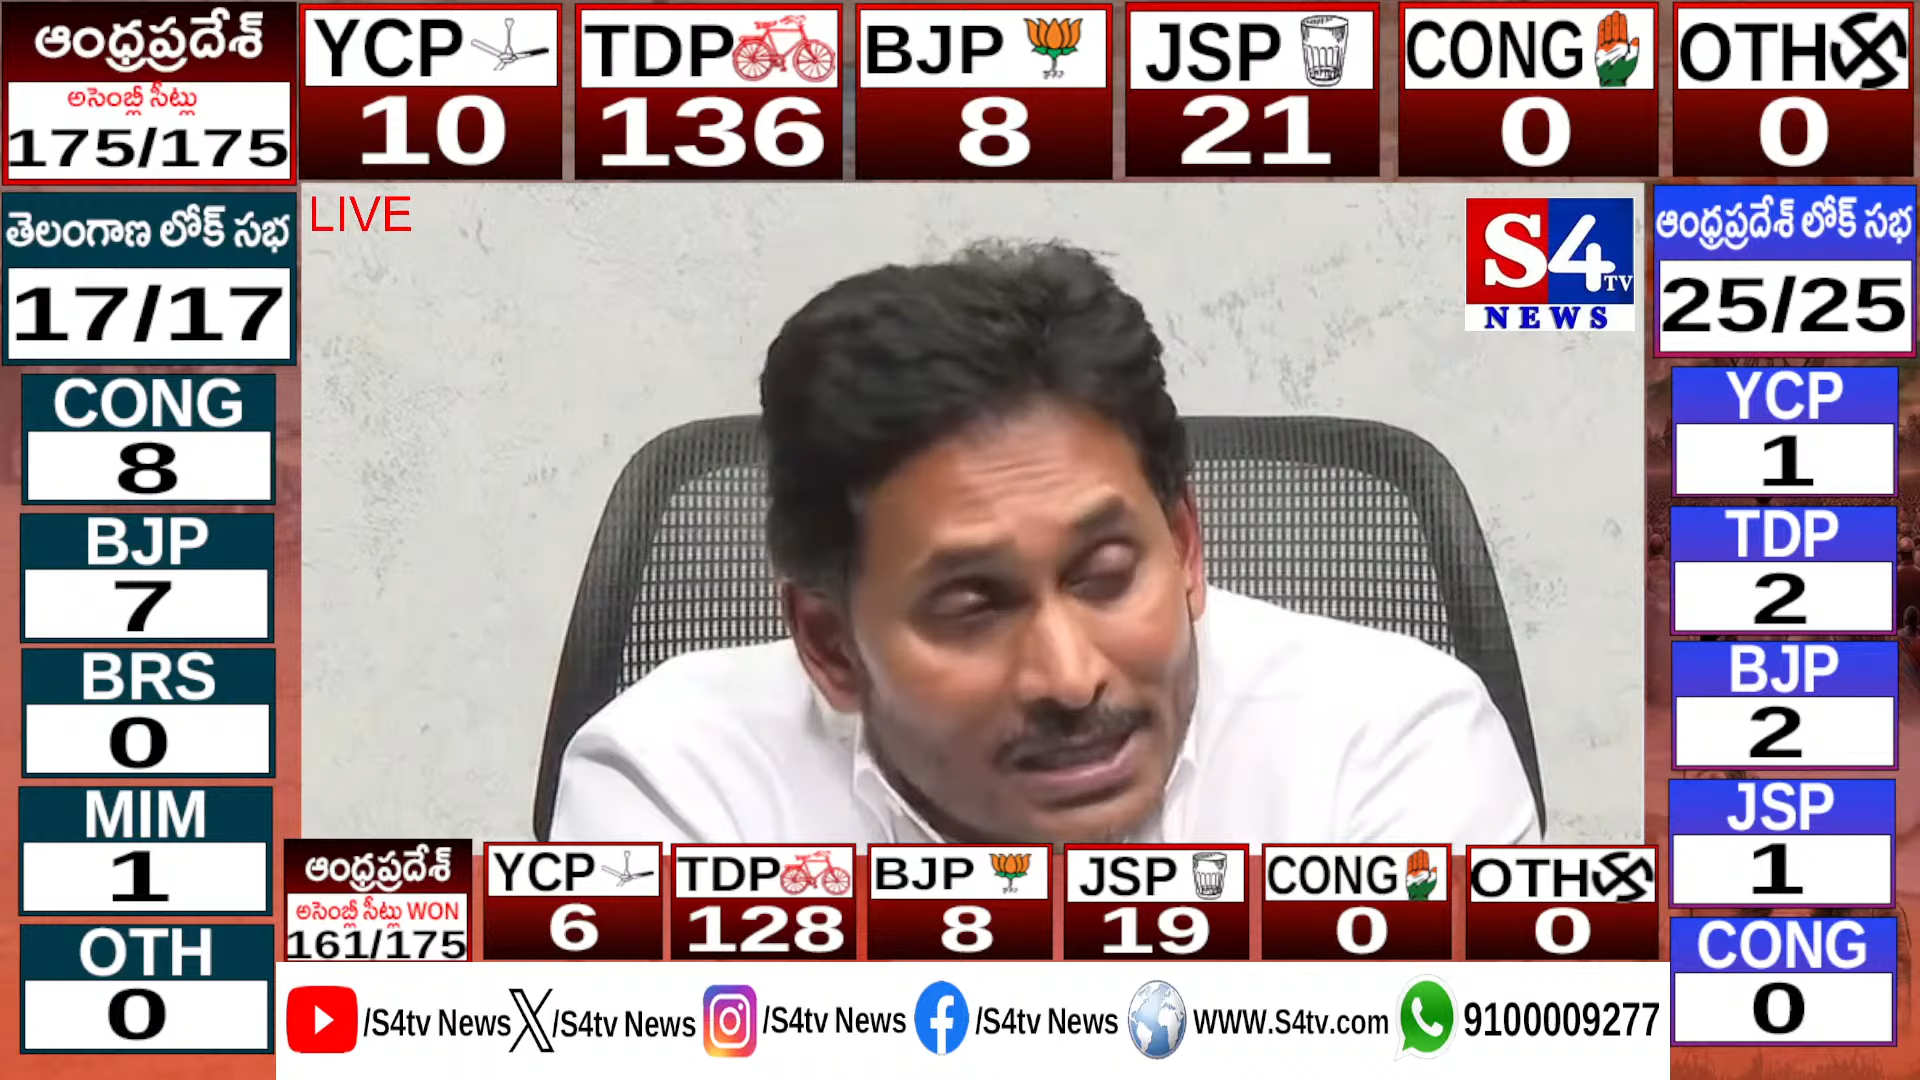 ఆంధ్రప్రదేశ్
అసెంబ్లీ సీట్లు
175/175
YCP
10
TDP
136
BJP
8
JSP
21
CONG
0
OTH
0
తెలంగాణ లోక్ సభ
17/17
CONG
8
BJP
7
BRS
0
MIM
1
OTH
0
LIVE
S4TV
NEWS
ఆంధ్రప్రదేశ్ లోక్ సభ
25/25
YCP
1
TDP
2
BJP
2
JSP
1
CONG
0
ఆంధ్రప్రదేశ్
అసెంబ్లీ సీట్లు WON
161/175
YCP
6
TDP
128
BJP
8
JSP
19
CONG
0
OTH
0
/S4tv News /S4tv News /S4tv News /S4tv News www.S4tv.com 9100009277